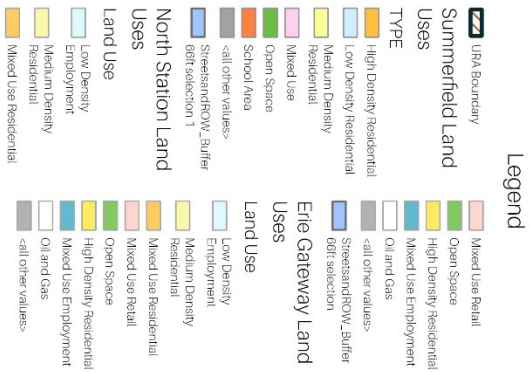 Legend
URA Boundary
Summerfield Land
Uses
TYPE
High Density Residential
Low Density Residential
Medium Density
Residential
Mixed Use
Open Space
School Area
<all other values>
StreetsandROW_Buffer
66ft selection 1
North Station Land
Uses
Land Use
Low Density
Employment
Medium Density
Residential
Mixed Use Residential
Mixed Use Retail
Open Space
High Density Residential
Mixed Use Employment
Oil and Gas
<all other values>
StreetsandROW_Buffer
66ft selection
Erie Gateway Land
Uses
Land Use
Low Density
Employment
Medium Density
Residential
Mixed Use Residential
Mixed Use Retail
Open Space
High Density Residential
Mixed Use Employment
Oil and Gas
<all other values>